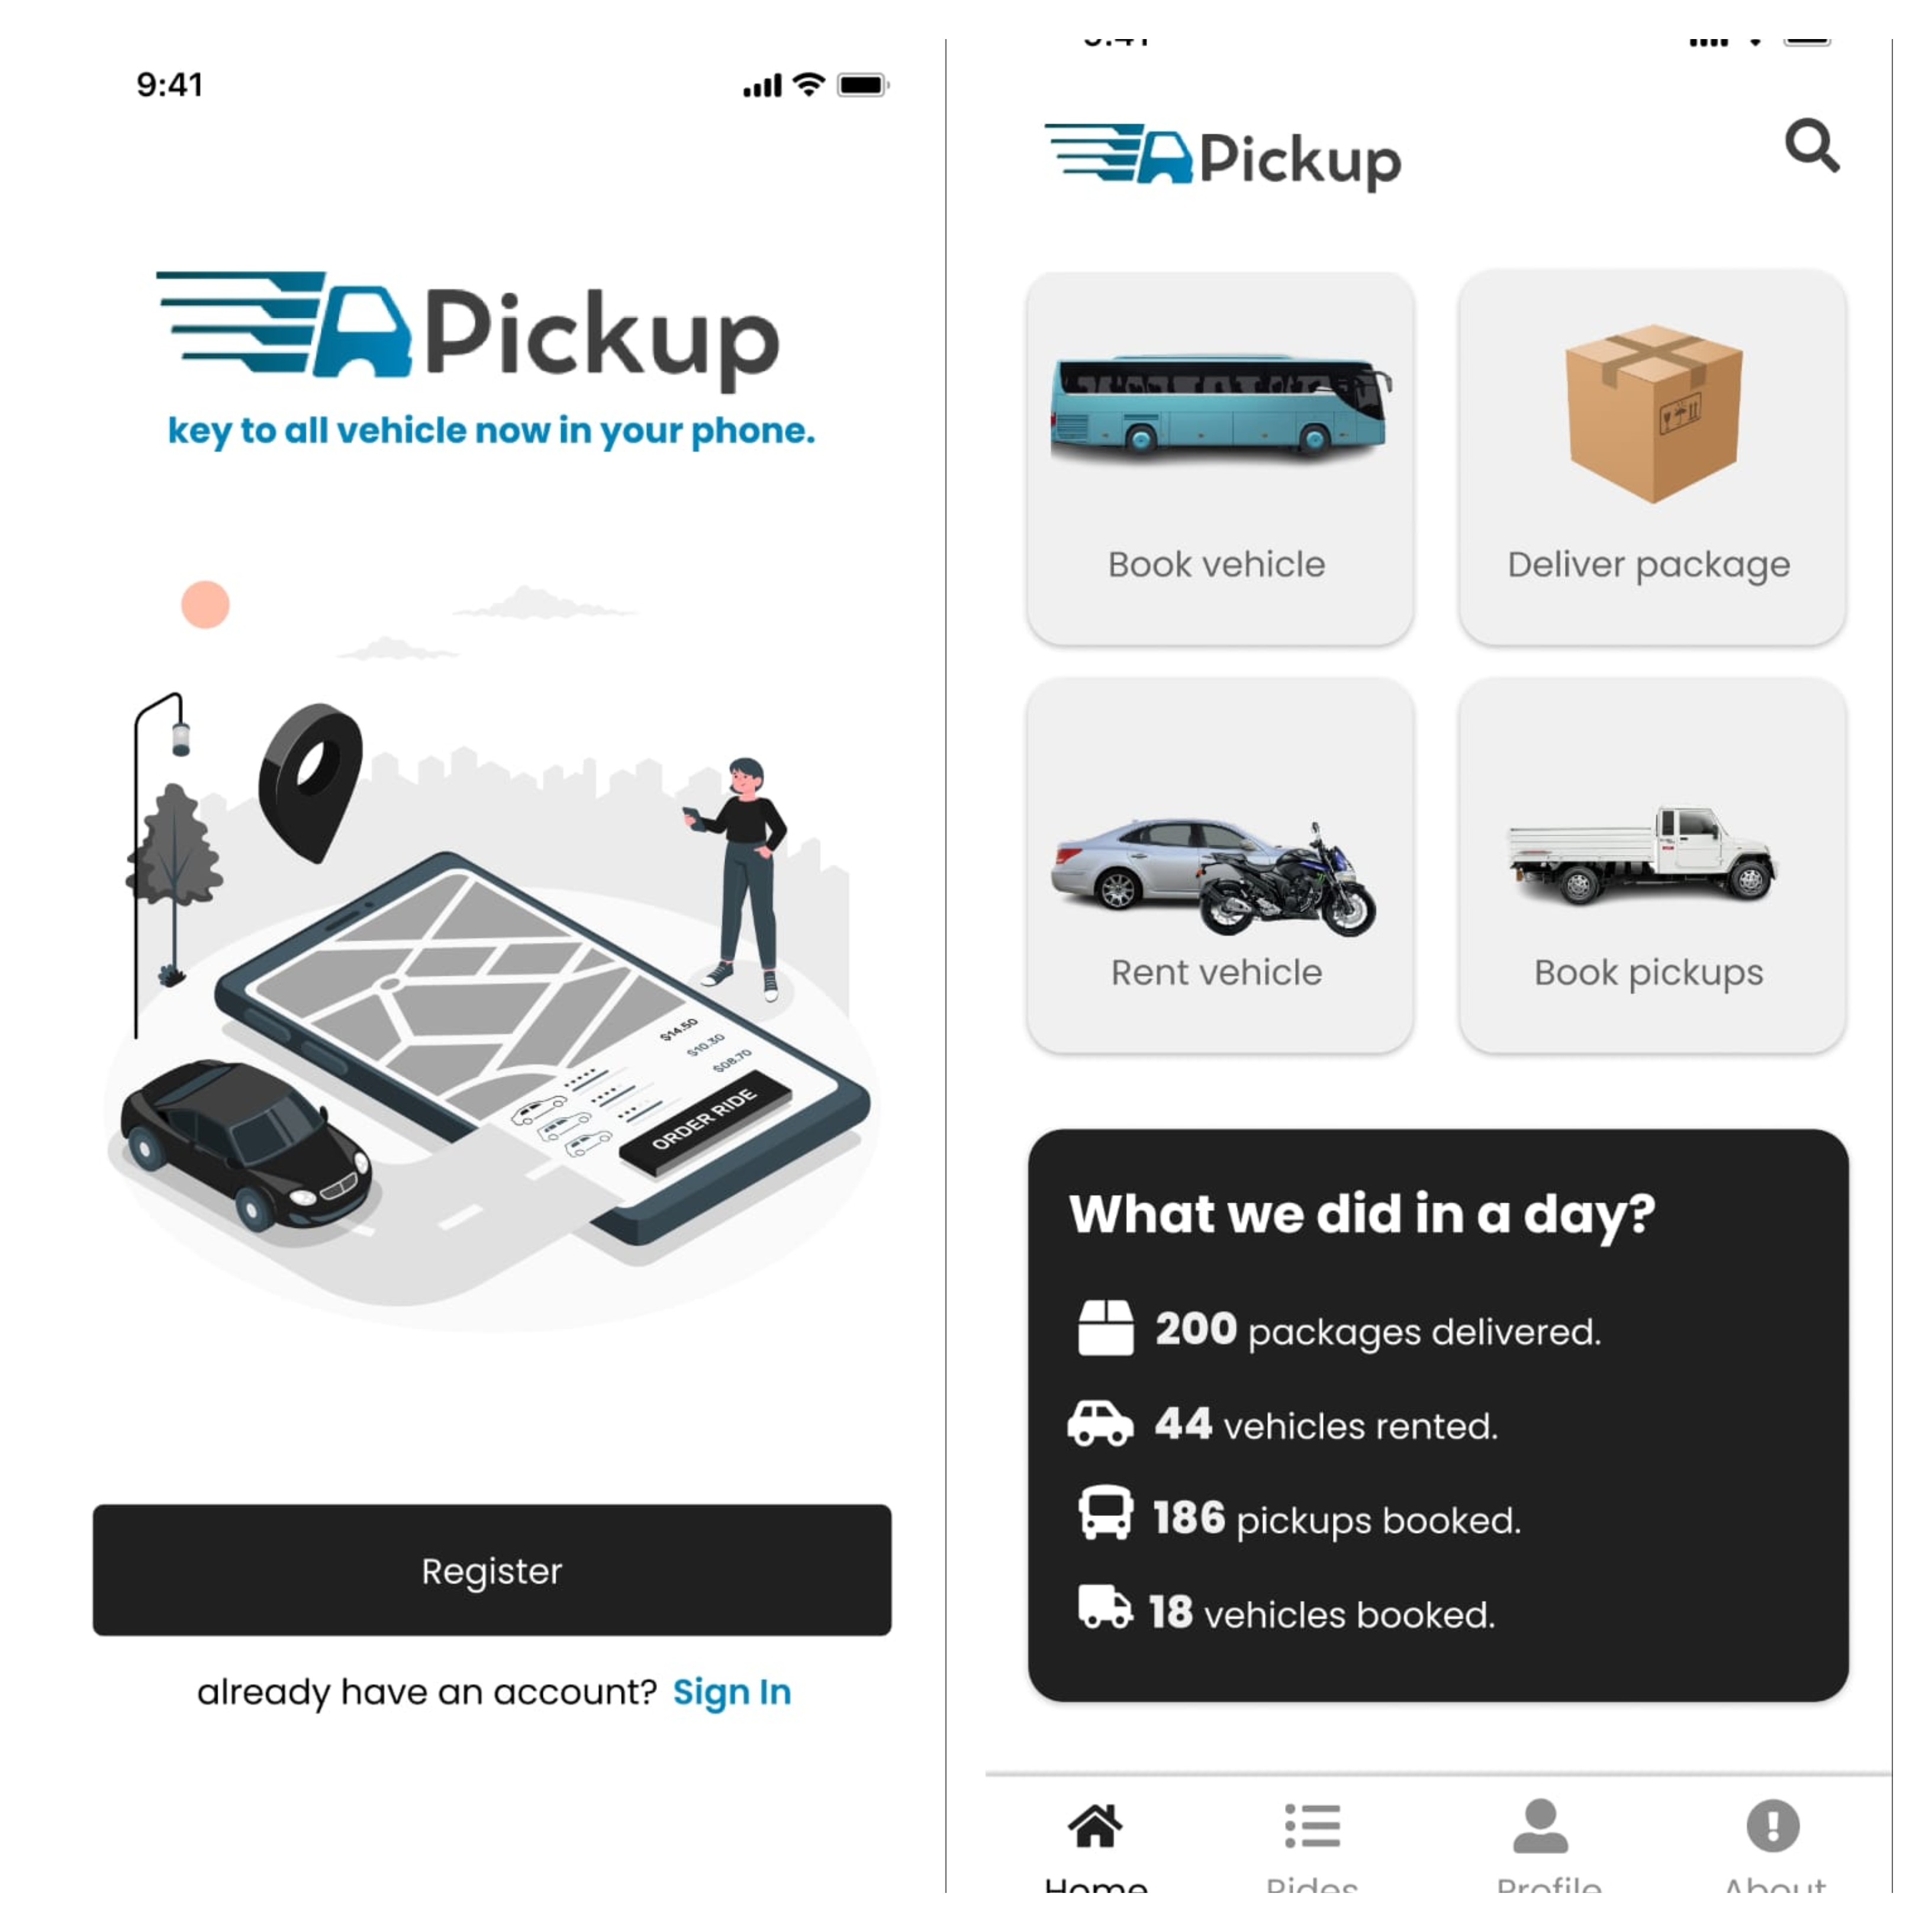 9:41
Pickup
key to all vehicle now in your phone.
$14.50
$10.30
$08.70
ORDER RIDE
Register
already have an account? Sign In
9:41
Pickup
Book vehicle
Deliver package
Rent vehicle
Book pickups
What we did in a day?
200 packages delivered.
44 vehicles rented.
186 pickups booked.
18 vehicles booked.
Home
Rides
Profile
About